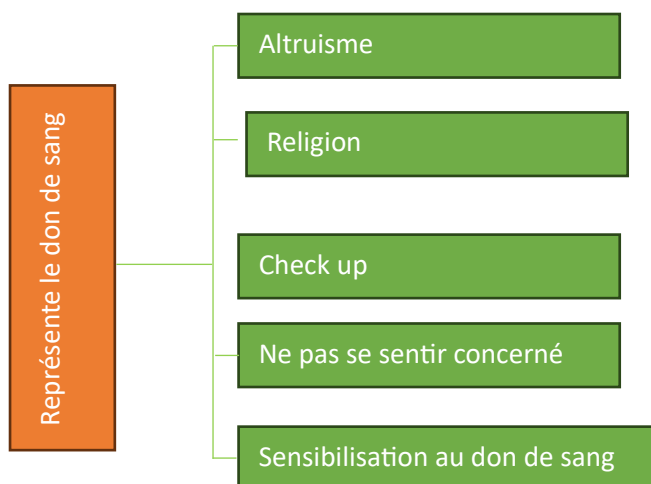 Représente le don de sang
Altruisme
Religion
Check up
Ne pas se sentir concerné
Sensibilisation au don de sang